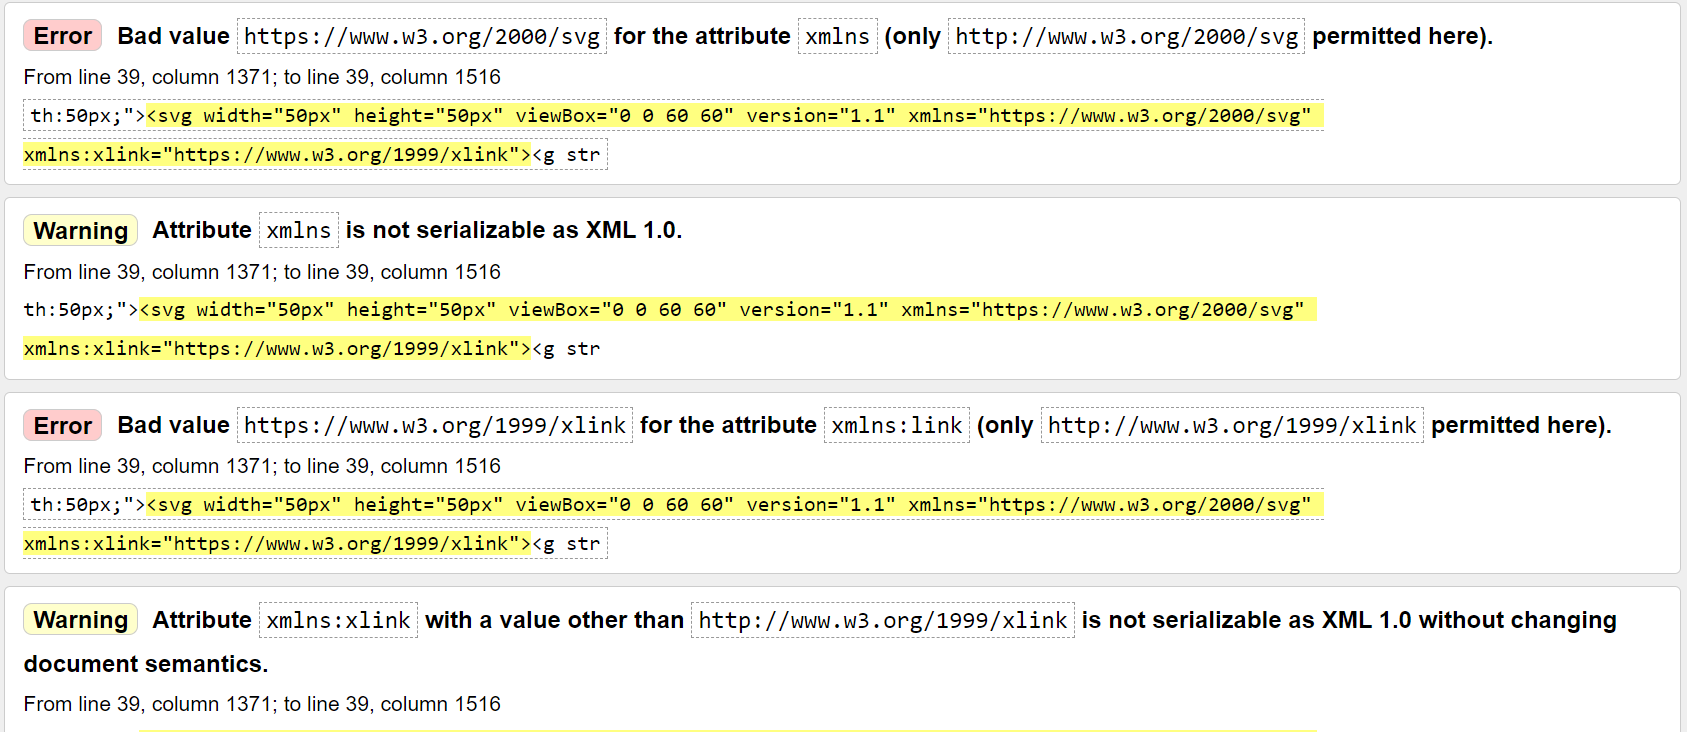 Error Bad value https://www.w3.org/2000/svg for the attribute xmlns (only http://www.w3.org/2000/svg permitted here).
From line 39, column 1371; to line 39, column 1516
th:50px;"><svg width="50px" height="50px" viewBox="0 0 60 60" version="1.1" xmlns="https://www.w3.org/2000/svg"
xmlns:xlink="https://www.w3.org/1999/xlink"><g str
Warning Attribute xmlns is not serializable as XML 1.0.
From line 39, column 1371; to line 39, column 1516
th:50px;"><svg width="50px" height="50px" viewBox="0 0 60 60" version="1.1" xmlns="https://www.w3.org/2000/svg"
xmlns:xlink="https://www.w3.org/1999/xlink"><g str
Error Bad value https://www.w3.org/1999/xlink for the attribute xmlns:link (only http://www.w3.org/1999/xlink permitted here).
From line 39, column 1371; to line 39, column 1516
th:50px;"><svg width="50px" height="50px" viewBox="0 0 60 60" version="1.1" xmlns="https://www.w3.org/2000/svg"
xmlns:xlink="https://www.w3.org/1999/xlink"><g str
Warning Attribute xmlns:xlink with a value other than http://www.w3.org/1999/xlink is not serializable as XML 1.0 without changing
document semantics.
From line 39, column 1371; to line 39, column 1516